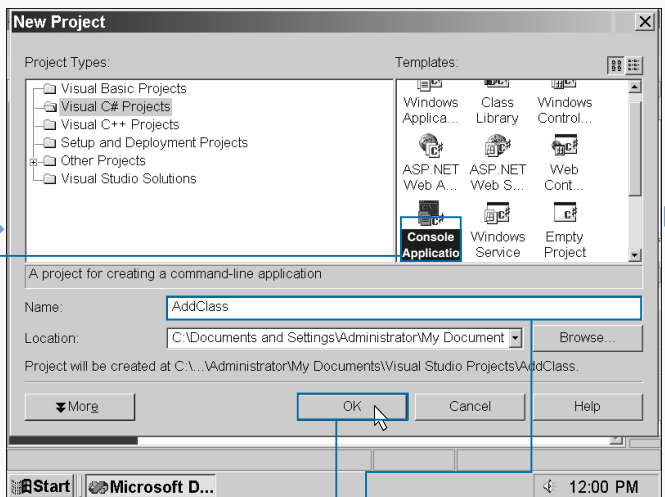 New Project
Project Types:
Templates:
Visual Basic Projects
Visual C# Projects
Visual C++ Projects
Setup and Deployment Projects
Other Projects
Visual Studio Solutions
Windows Applica...
Class Library
Windows Control...
ASP.NET Web A...
ASP.NET Web S...
Web Cont...
Console Applicatio
Windows Service
Empty Project
A project for creating a command-line application
Name:
AddClass
Location:
C:\Documents and Settings\Administrator\My Document
Browse...
Project will be created at C:\...\Administrator\My Documents\Visual Studio Projects\AddClass.
More
OK
Cancel
Help
Start
Microsoft D...
12:00 PM